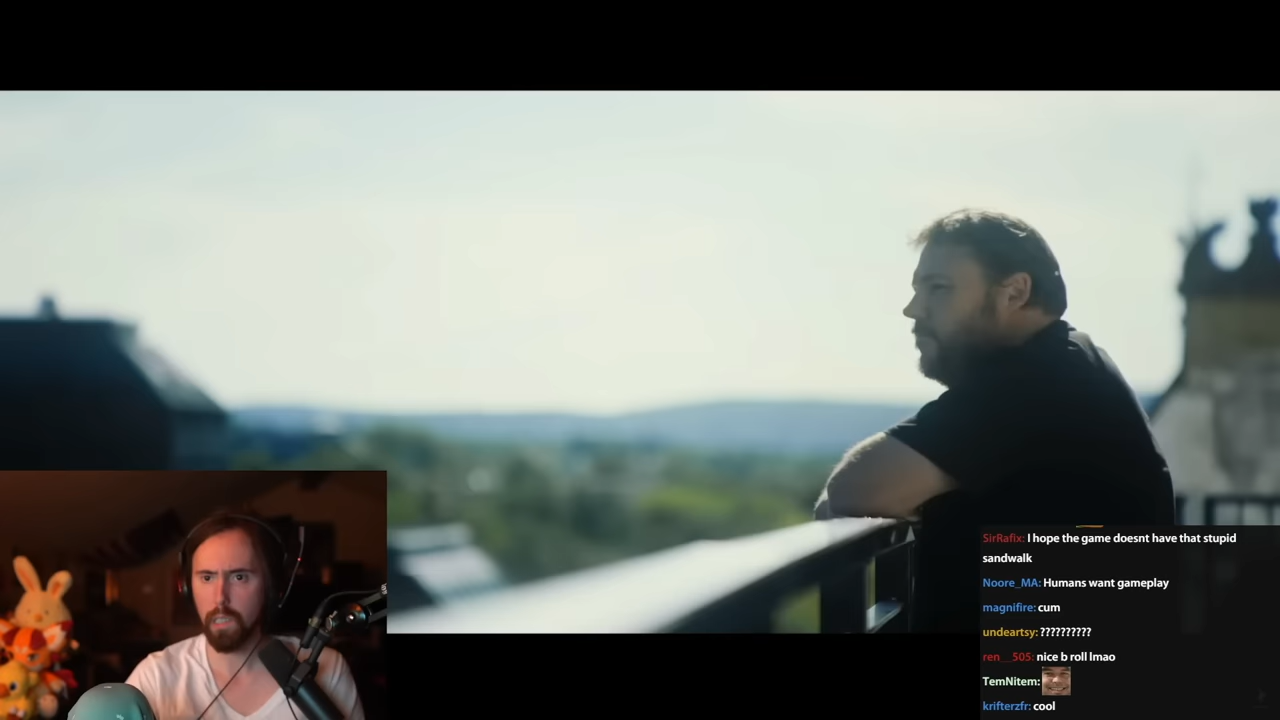 SirRafix: I hope the game doesnt have that stupid
sandwalk
Noore_MA: Humans want gameplay
magnifire: cum
undeartsy: ??????????
ren__505: nice b roll lmao
TemNitem:
krifterzfr: cool